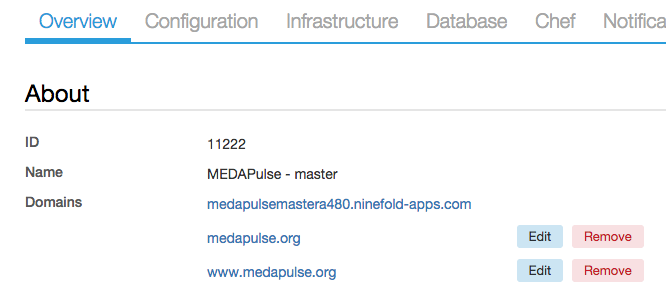 Overview Configuration Infrastructure Database Chef Notifica
About
ID 11222
Name MEDAPulse - master
Domains medapulsemastera480.ninefold-apps.com
medapulse.org Edit Remove
www.medapulse.org Edit Remove